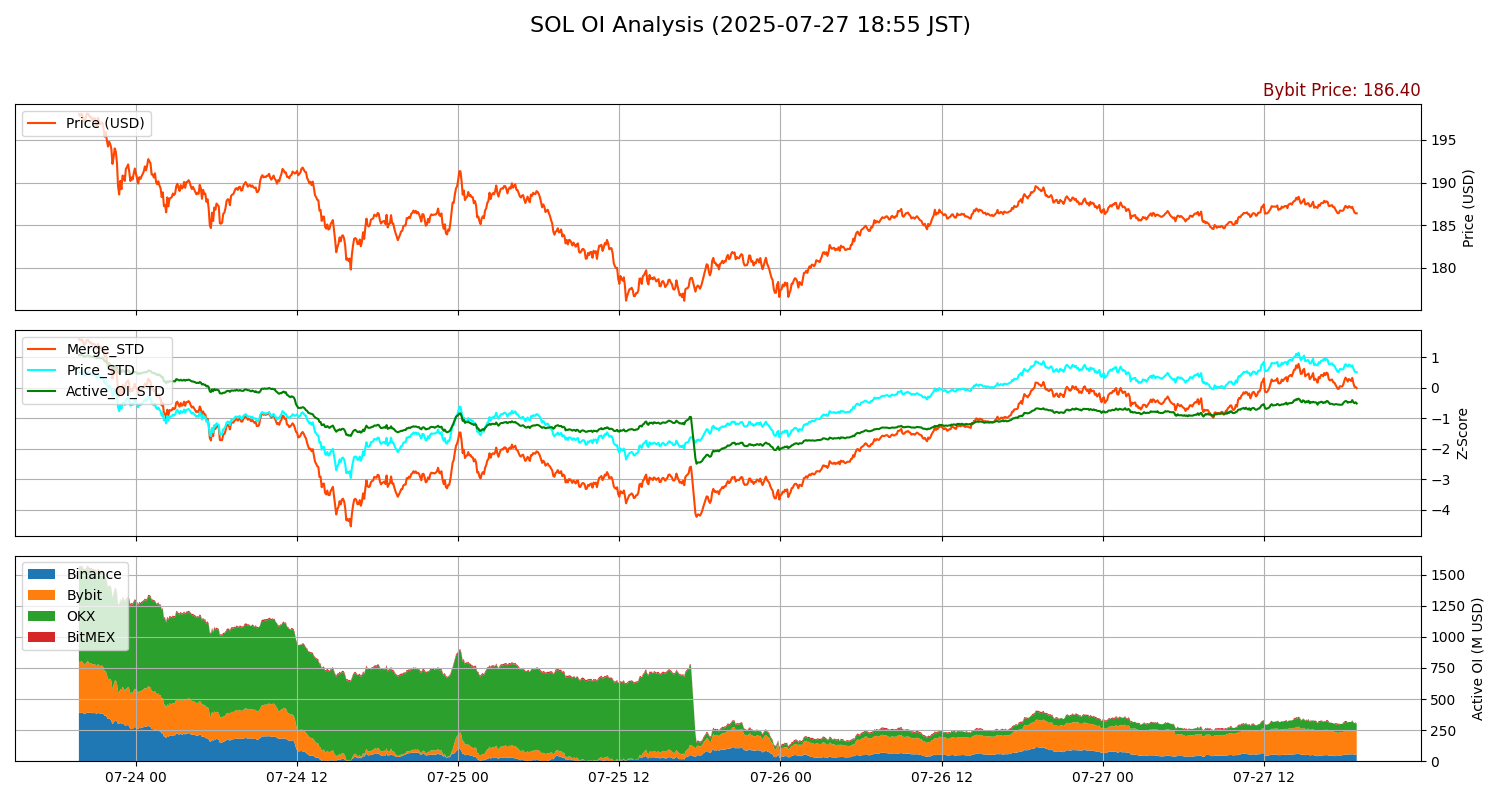 SOL OI Analysis (2025-07-27 18:55 JST)
Bybit Price: 186.40
Price (USD)
195
190
185
180
Price (USD)
Merge_STD
Price_STD
Active_OI_STD
1
0
−1
−2
−3
−4
Z-Score
Binance
Bybit
OKX
BitMEX
1500
1250
1000
750
500
250
0
Active OI (M USD)
07-24 00
07-24 12
07-25 00
07-25 12
07-26 00
07-26 12
07-27 00
07-27 12